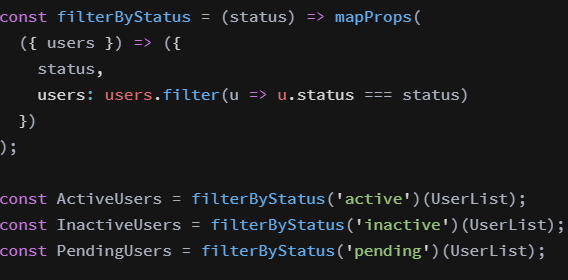 const filterByStatus = (status) => mapProps(
  ({ users }) => ({
    status,
    users: users.filter(u => u.status === status)
  })
);

const ActiveUsers = filterByStatus('active')(UserList);
const InactiveUsers = filterByStatus('inactive')(UserList);
const PendingUsers = filterByStatus('pending')(UserList);